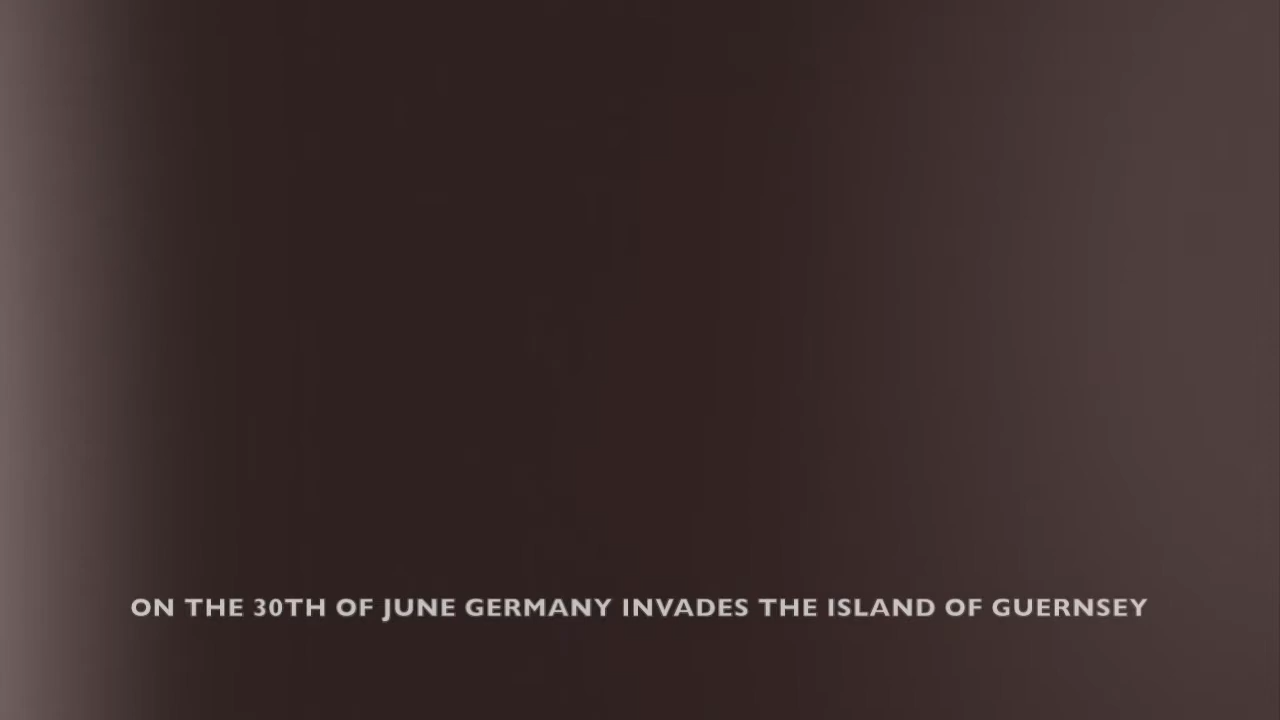 ON THE 30TH OF JUNE GERMANY INVADES THE ISLAND OF GUERNSEY